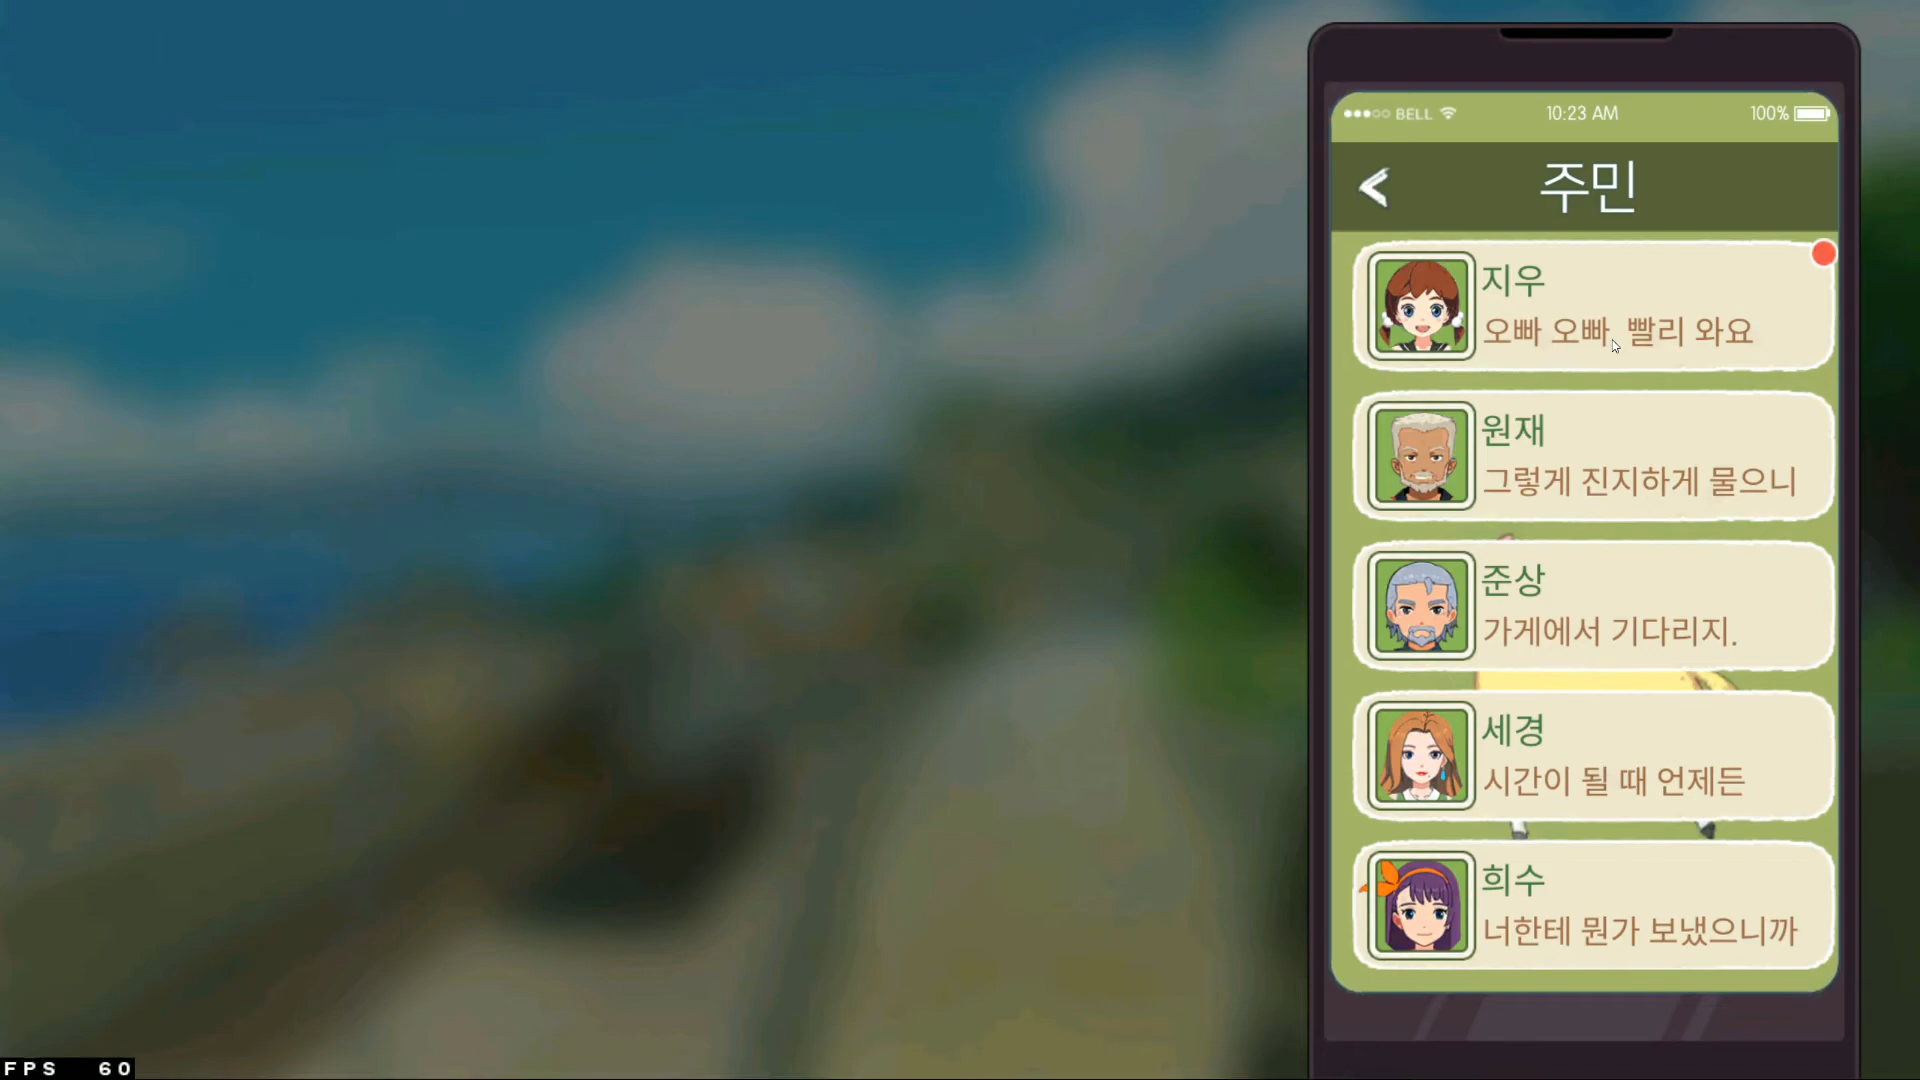 BELL 10:23 AM 100%
주민
지우
오빠 오빠, 빨리 와요
원재
그렇게 진지하게 물으니
준상
가게에서 기다리지.
세경
시간이 될 때 언제든
희수
너한테 뭔가 보냈으니까
FPS 60